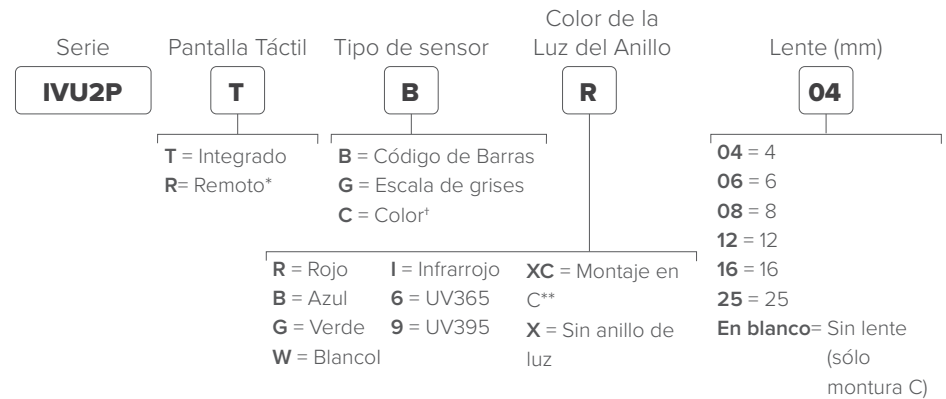 Serie
Pantalla Táctil
Tipo de sensor
Color de la
Luz del Anillo
Lente (mm)
IVU2P
T
B
R
04
T = Integrado
R= Remoto*
B = Código de Barras
G = Escala de grises
C = Color†
R = Rojo
B = Azul
G = Verde
W = Blancol
I = Infrarrojo
6 = UV365
9 = UV395
XC = Montaje en
C**
X = Sin anillo de
luz
04 = 4
06 = 6
08 = 8
12 = 12
16 = 16
25 = 25
En blanco= Sin lente
(sólo
montura C)